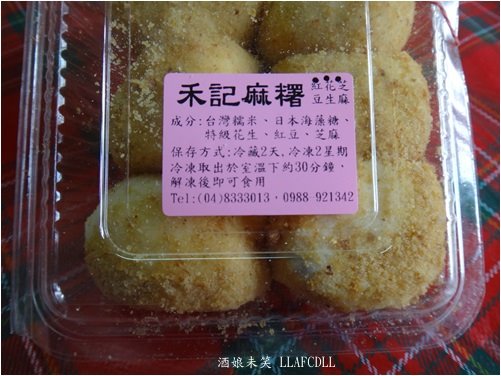 禾記麻糬
紅花芝
豆生麻
成分:台灣糯米、日本海藻糖、
特級花生、紅豆、芝麻
保存方式:冷藏2天,冷凍2星期
冷凍取出於室溫下約30分鐘,
解凍後即可食用
Tel:(04)8333013‧0988 921342
酒娘未笑 LLAFCDLL